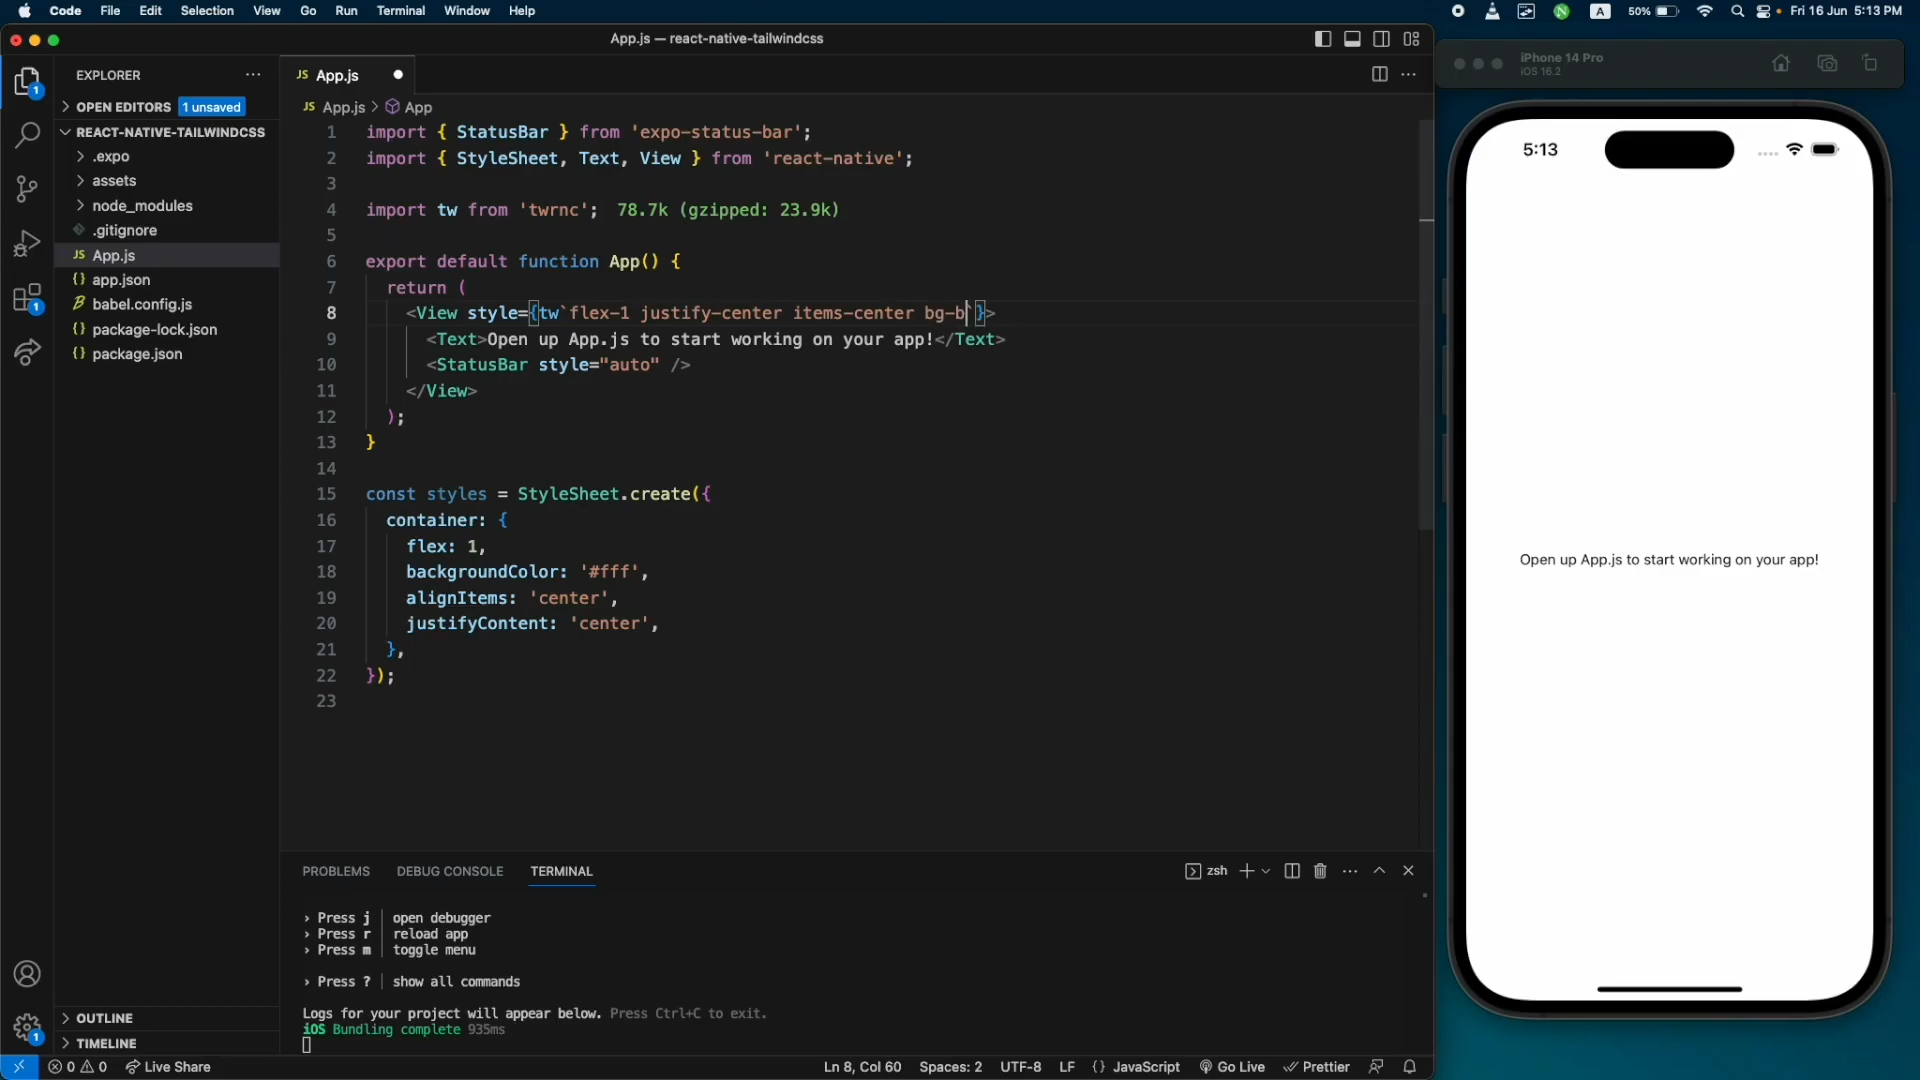 Code File Edit Selection View Go Run Terminal Window Help
A 50% Fri 16 Jun 5:13 PM
App.js — react-native-tailwindcss
iPhone 14 Pro
iOS 16.2
EXPLORER
OPEN EDITORS 1 unsaved
REACT-NATIVE-TAILWINDCSS
.expo
assets
node_modules
.gitignore
JS App.js
{} app.json
babel.config.js
{} package-lock.json
{} package.json
OUTLINE
TIMELINE
1
1
1
JS App.js
JS App.js > App
1 import { StatusBar } from 'expo-status-bar';
2 import { StyleSheet, Text, View } from 'react-native';
3
4 import tw from 'twrnc'; 78.7k (gzipped: 23.9k)
5
6 export default function App() {
7 return (
8 <View style={tw`flex-1 justify-center items-center bg-b`}>
9 <Text>Open up App.js to start working on your app!</Text>
10 <StatusBar style="auto" />
11 </View>
12 );
13 }
14
15 const styles = StyleSheet.create({
16 container: {
17 flex: 1,
18 backgroundColor: '#fff',
19 alignItems: 'center',
20 justifyContent: 'center',
21 },
22 });
23
PROBLEMS DEBUG CONSOLE TERMINAL
zsh
› Press j │ open debugger
› Press r │ reload app
› Press m │ toggle menu
› Press ? │ show all commands
Logs for your project will appear below. Press Ctrl+C to exit.
iOS Bundling complete 935ms
0 0 Live Share
Ln 8, Col 60 Spaces: 2 UTF-8 LF {} JavaScript Go Live Prettier
5:13
Open up App.js to start working on your app!